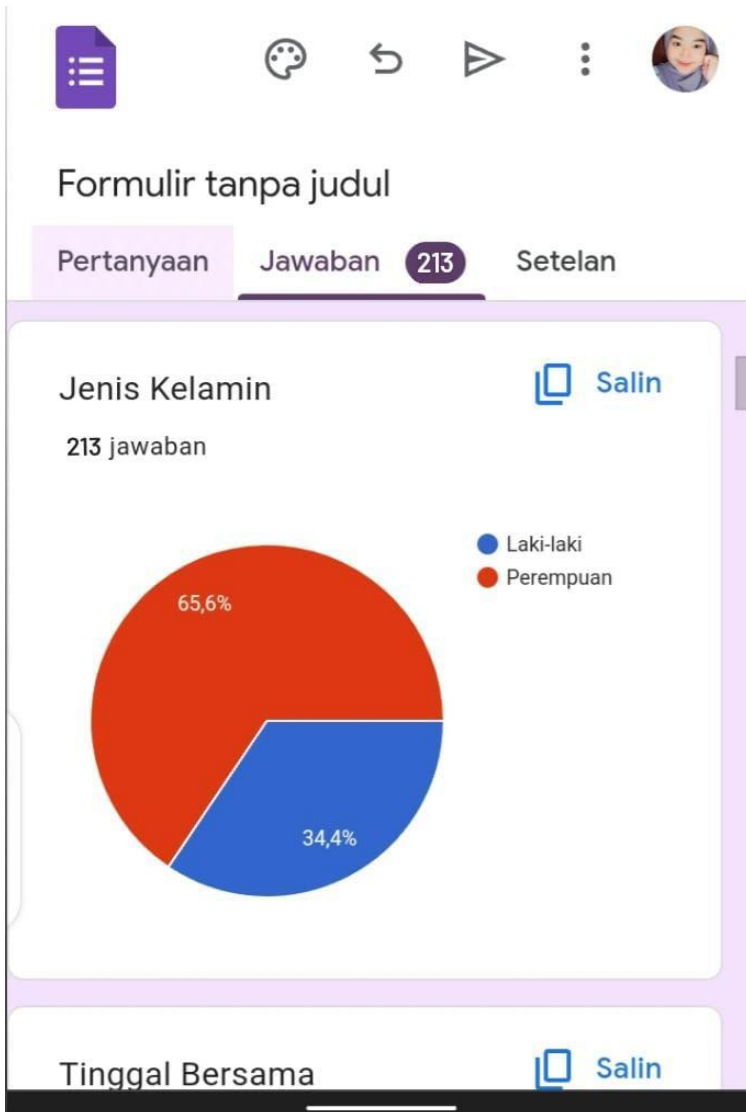 Formulir tanpa judul
Pertanyaan Jawaban 213 Setelan
Jenis Kelamin Salin
213 jawaban
Laki-laki
Perempuan
65,6%
34,4%
Tinggal Bersama Salin